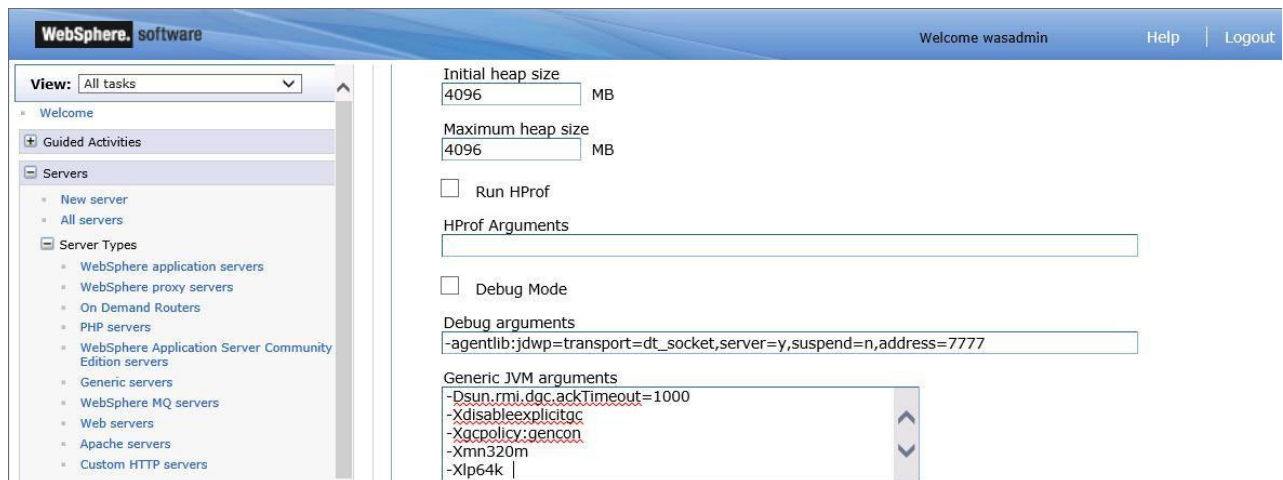 WebSphere. software
Welcome wasadmin
Help
Logout
View: All tasks
Welcome
Guided Activities
Servers
New server
All servers
Server Types
WebSphere application servers
WebSphere proxy servers
On Demand Routers
PHP servers
WebSphere Application Server Community
Edition servers
Generic servers
WebSphere MQ servers
Web servers
Apache servers
Custom HTTP servers
Initial heap size
4096 MB
Maximum heap size
4096 MB
Run HProf
HProf Arguments
Debug Mode
Debug arguments
-agentlib:jdwp=transport=dt_socket,server=y,suspend=n,address=7777
Generic JVM arguments
-Dsun.rmi.dgc.ackTimeout=1000
-Xdisableexplicitgc
-Xgcpolicy:gencon
-Xmn320m
-Xlp64k